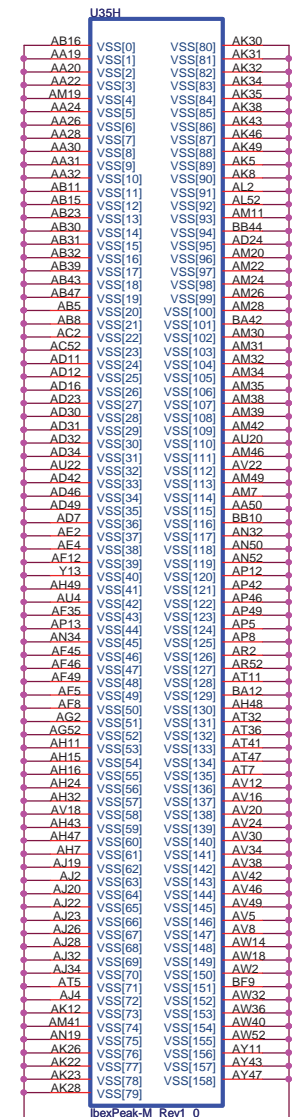 U35H
AB16 VSS[0] VSS[80] AK30
AA19 VSS[1] VSS[81] AK31
AA20 VSS[2] VSS[82] AK32
AA22 VSS[3] VSS[83] AK34
AM19 VSS[4] VSS[84] AK35
AA24 VSS[5] VSS[85] AK38
AA26 VSS[6] VSS[86] AK43
AA28 VSS[7] VSS[87] AK46
AA30 VSS[8] VSS[88] AK49
AA31 VSS[9] VSS[89] AK5
AA32 VSS[10] VSS[90] AK8
AB11 VSS[11] VSS[91] AL2
AB15 VSS[12] VSS[92] AL52
AB23 VSS[13] VSS[93] AM11
AB30 VSS[14] VSS[94] BB44
AB31 VSS[15] VSS[95] AD24
AB32 VSS[16] VSS[96] AM20
AB39 VSS[17] VSS[97] AM22
AB43 VSS[18] VSS[98] AM24
AB47 VSS[19] VSS[99] AM26
AB5 VSS[20] VSS[100] AM28
AB8 VSS[21] VSS[101] BA42
AC2 VSS[22] VSS[102] AM30
AC52 VSS[23] VSS[103] AM31
AD11 VSS[24] VSS[104] AM32
AD12 VSS[25] VSS[105] AM34
AD16 VSS[26] VSS[106] AM35
AD23 VSS[27] VSS[107] AM38
AD30 VSS[28] VSS[108] AM39
AD31 VSS[29] VSS[109] AM42
AD32 VSS[30] VSS[110] AU20
AD34 VSS[31] VSS[111] AM46
AU22 VSS[32] VSS[112] AV22
AD42 VSS[33] VSS[113] AM49
AD46 VSS[34] VSS[114] AM7
AD49 VSS[35] VSS[115] AA50
AD7 VSS[36] VSS[116] BB10
AE2 VSS[37] VSS[117] AN32
AE4 VSS[38] VSS[118] AN50
AF12 VSS[39] VSS[119] AN52
Y13 VSS[40] VSS[120] AP12
AH49 VSS[41] VSS[121] AP42
AU4 VSS[42] VSS[122] AP46
AF35 VSS[43] VSS[123] AP49
AP13 VSS[44] VSS[124] AP5
AN34 VSS[45] VSS[125] AP8
AF45 VSS[46] VSS[126] AR2
AF46 VSS[47] VSS[127] AR52
AF49 VSS[48] VSS[128] AT11
AF5 VSS[49] VSS[129] BA12
AF8 VSS[50] VSS[130] AH48
AG2 VSS[51] VSS[131] AT32
AG52 VSS[52] VSS[132] AT36
AH11 VSS[53] VSS[133] AT41
AH15 VSS[54] VSS[134] AT47
AH16 VSS[55] VSS[135] AT7
AH24 VSS[56] VSS[136] AV12
AH32 VSS[57] VSS[137] AV16
AV18 VSS[58] VSS[138] AV20
AH43 VSS[59] VSS[139] AV24
AH47 VSS[60] VSS[140] AV30
AH7 VSS[61] VSS[141] AV34
AJ19 VSS[62] VSS[142] AV38
AJ2 VSS[63] VSS[143] AV42
AJ20 VSS[64] VSS[144] AV46
AJ22 VSS[65] VSS[145] AV49
AJ23 VSS[66] VSS[146] AV5
AJ26 VSS[67] VSS[147] AV8
AJ28 VSS[68] VSS[148] AW14
AJ32 VSS[69] VSS[149] AW18
AJ34 VSS[70] VSS[150] AW2
AT5 VSS[71] VSS[151] BF9
AJ4 VSS[72] VSS[152] AW32
AK12 VSS[73] VSS[153] AW36
AM41 VSS[74] VSS[154] AW40
AN19 VSS[75] VSS[155] AW52
AK26 VSS[76] VSS[156] AY11
AK22 VSS[77] VSS[157] AY43
AK23 VSS[78] VSS[158] AY47
AK28 VSS[79]
IbexPeak-M_Rev1_0